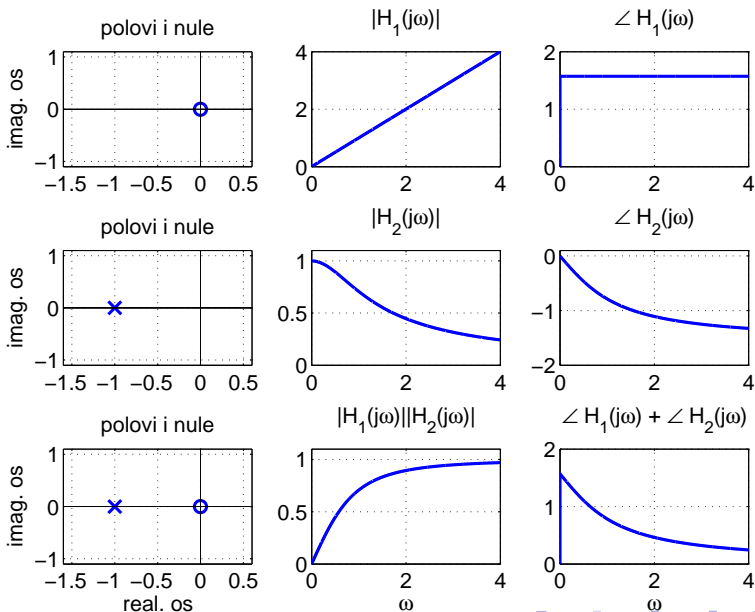 polovi i nule
|H₁(jω)|
∠ H₁(jω)
imag. os
1
0
−1
−1.5 −1 −0.5 0 0.5
4
2
0
0 2 4
2
1
0
0 2 4
polovi i nule
|H₂(jω)|
∠ H₂(jω)
imag. os
1
0
−1
−1.5 −1 −0.5 0 0.5
1
0.5
0
0 2 4
0
−1
−2
0 2 4
polovi i nule
|H₁(jω)||H₂(jω)|
∠ H₁(jω) + ∠ H₂(jω)
imag. os
1
0
−1
−1.5 −1 −0.5 0 0.5
real. os
1
0.5
0
0 2 4
ω
2
1
0
0 2 4
ω